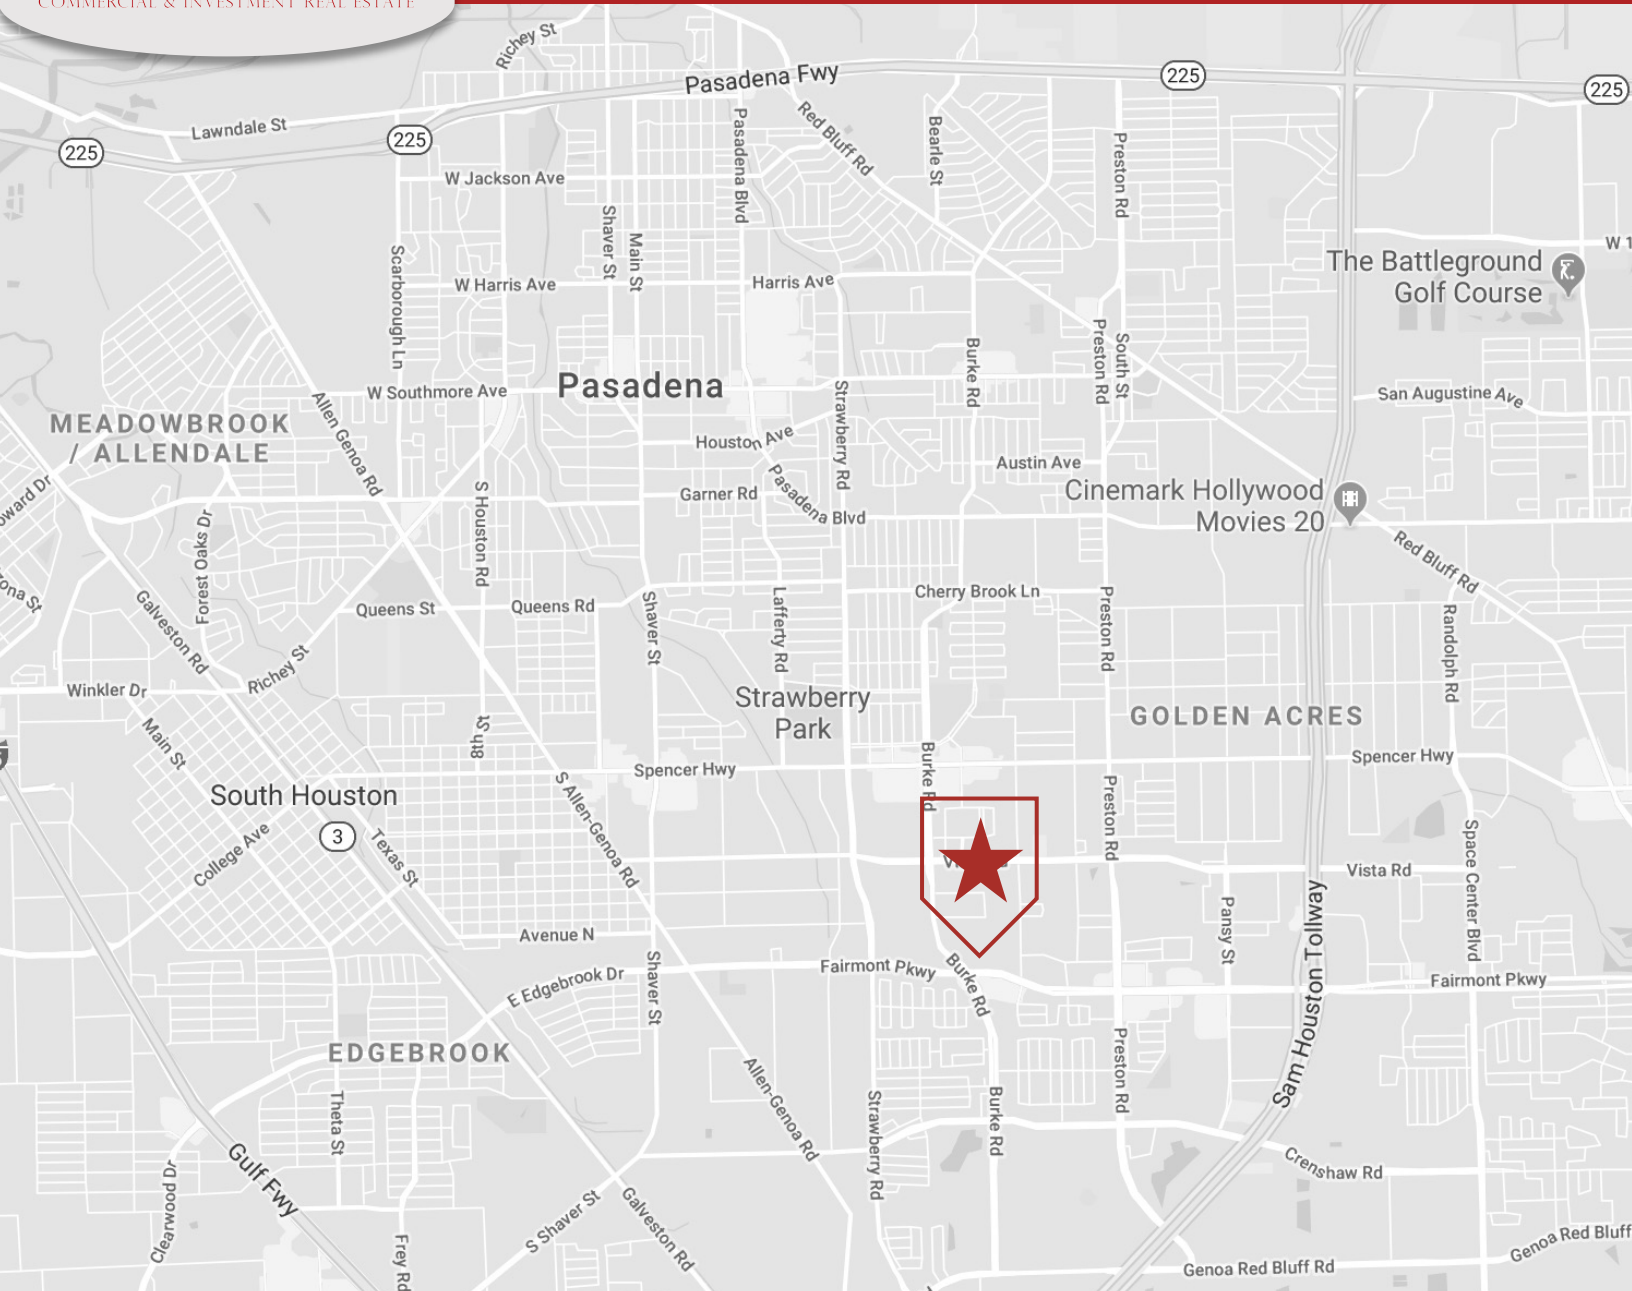 COMMERCIAL & INVESTMENT REAL ESTATE
Richey St
Pasadena Fwy
225
225
Lawndale St
225
225
Red Bluff Rd
Pasadena Blvd
Bearle St
Preston Rd
W Jackson Ave
Shaver St
Main St
Scarborough Ln
W 1
The Battleground
Golf Course
W Harris Ave
Harris Ave
Preston Rd
South St
Burke Rd
W Southmore Ave
Pasadena
Strawberry Rd
San Augustine Ave
MEADOWBROOK
/ ALLENDALE
Allen Genoa Rd
Houston Ave
Austin Ave
oward Dr
S Houston Rd
Garner Rd
Pasadena Blvd
Cinemark Hollywood
Movies 20
Forest Oaks Dr
Red Bluff Rd
zona St
Galveston Rd
Queens St
Queens Rd
Shaver St
Lafferty Rd
Cherry Brook Ln
Preston Rd
Randolph Rd
Richey St
Winkler Dr
Strawberry
Park
GOLDEN ACRES
Main St
8th St
Spencer Hwy
Burke Rd
Spencer Hwy
South Houston
S Allen-Genoa Rd
Preston Rd
3
College Ave
Texas St
Space Center Blvd
Vista Rd
Sam Houston Tollway
Pansy St
Avenue N
Shaver St
E Edgebrook Dr
Fairmont Pkwy
Burke Rd
Fairmont Pkwy
EDGEBROOK
Preston Rd
Allen-Genoa Rd
Theta St
Strawberry Rd
Burke Rd
Gulf Fwy
Clearwood Dr
Crenshaw Rd
S Shaver St
Galveston Rd
Frey Rd
Genoa Red Bluff Rd
Genoa Red Bluff